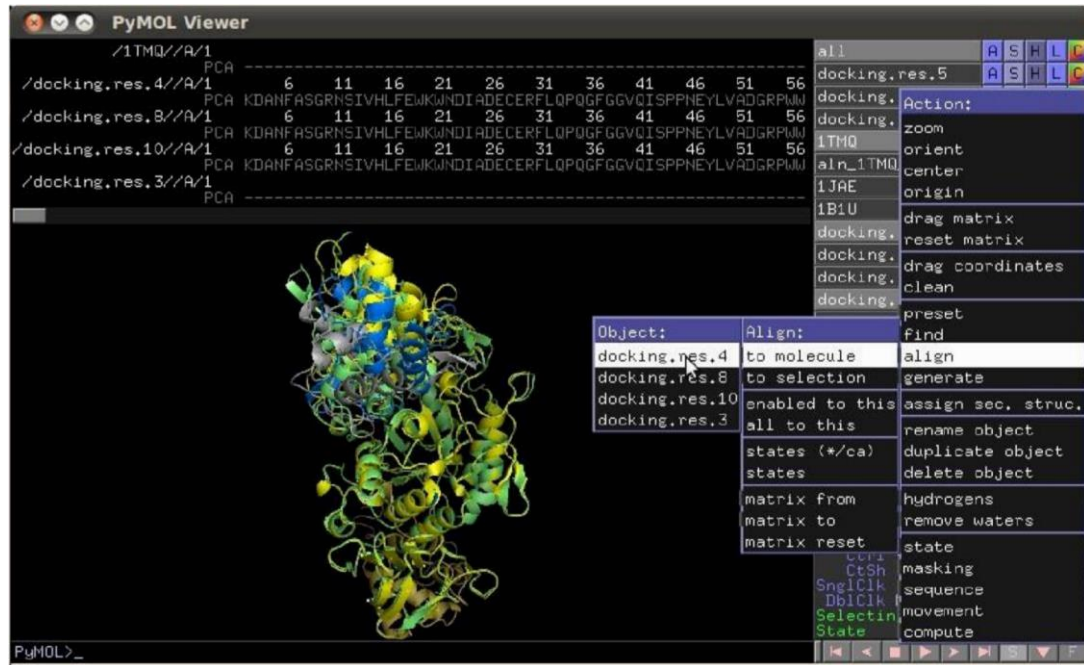 PyMOL Viewer
/1TMQ//A/1
PCA
/docking.res.4//A/1 6 11 16 21 26 31 36 41 46 51 56
PCA KDANFASGRNSIVHLFEWKWNDIADECERFLQPQGFGGVQISPPNEYLVADGRPWW
/docking.res.8//A/1 6 11 16 21 26 31 36 41 46 51 56
PCA KDANFASGRNSIVHLFEWKWNDIADECERFLQPQGFGGVQISPPNEYLVADGRPWW
/docking.res.10//A/1 6 11 16 21 26 31 36 41 46 51 56
PCA KDANFASGRNSIVHLFEWKWNDIADECERFLQPQGFGGVQISPPNEYLVADGRPWW
/docking.res.3//A/1
PCA
all A S H L C
docking.res.5 A S H L C
docking.
docking.
1TMQ
aln_1TMQ
1JAE
1B1U
docking.
docking.
docking.
docking.
Action:
zoom
orient
center
origin
drag matrix
reset matrix
drag coordinates
clean
preset
find
align
generate
assign sec. struc.
rename object
duplicate object
delete object
hydrogens
remove waters
state
masking
sequence
movement
compute
Align:
to molecule
to selection
enabled to this
all to this
states (*/ca)
states
matrix from
matrix to
matrix reset
Object:
docking.res.4
docking.res.8
docking.res.10
docking.res.3
CtSh
SnglClk
DblClk
Selectin
State
S F
PyMOL>_